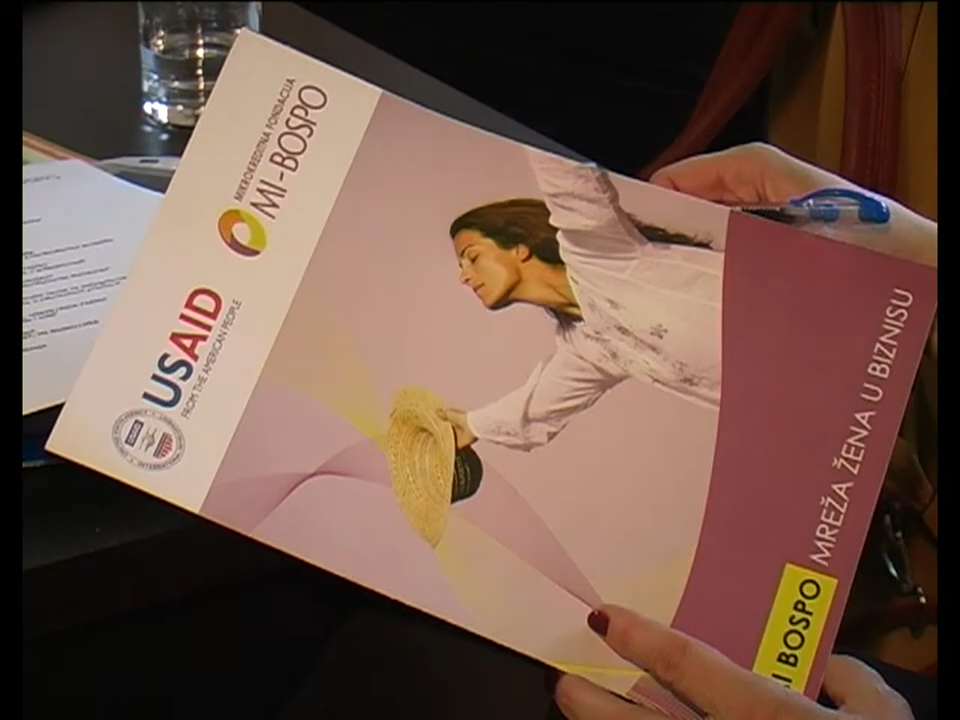 USAID
FROM THE AMERICAN PEOPLE
MIKROKREDITNA FONDACIJA
MI-BOSPO
BOSPO MREŽA ŽENA U BIZNISU